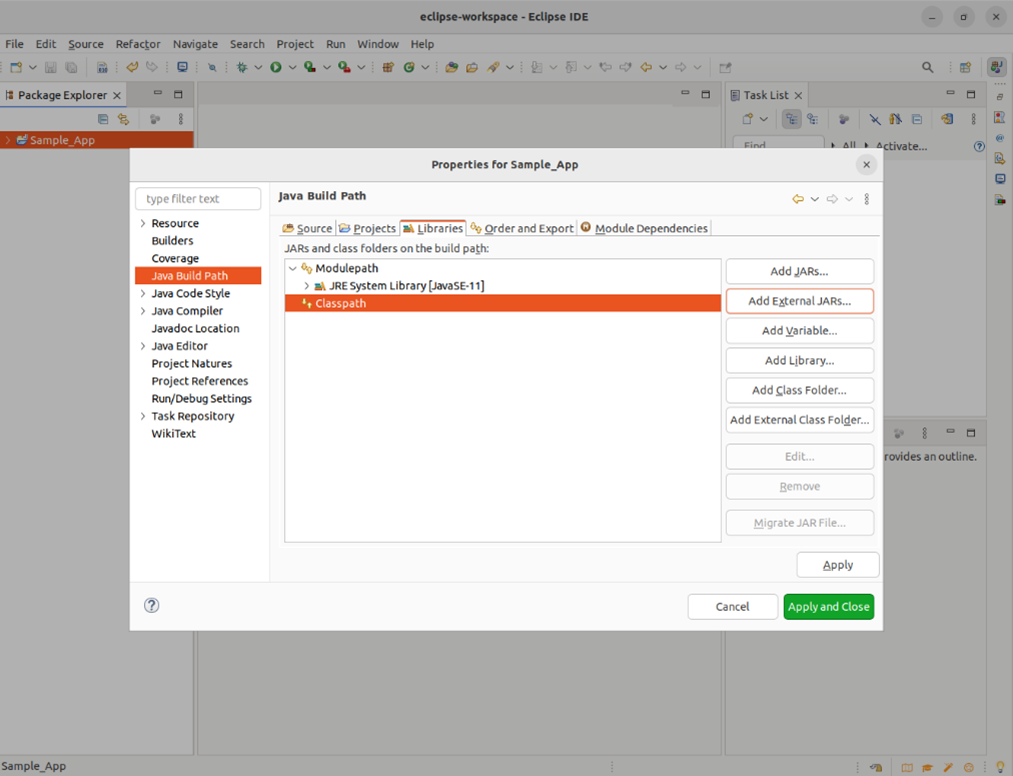 eclipse-workspace - Eclipse IDE
File Edit Source Refactor Navigate Search Project Run Window Help
Package Explorer
Task List
Sample_App
Find
All
Activate...
Properties for Sample_App
type filter text
Java Build Path
Resource
Builders
Coverage
Java Build Path
Java Code Style
Java Compiler
Javadoc Location
Java Editor
Project Natures
Project References
Run/Debug Settings
Task Repository
WikiText
Source Projects Libraries Order and Export Module Dependencies
JARs and class folders on the build path:
Modulepath
JRE System Library [JavaSE-11]
Classpath
Add JARs...
Add External JARs...
Add Variable...
Add Library...
Add Class Folder...
Add External Class Folder...
Edit...
Remove
Migrate JAR File...
Apply
rovides an outline.
Cancel
Apply and Close
Sample_App